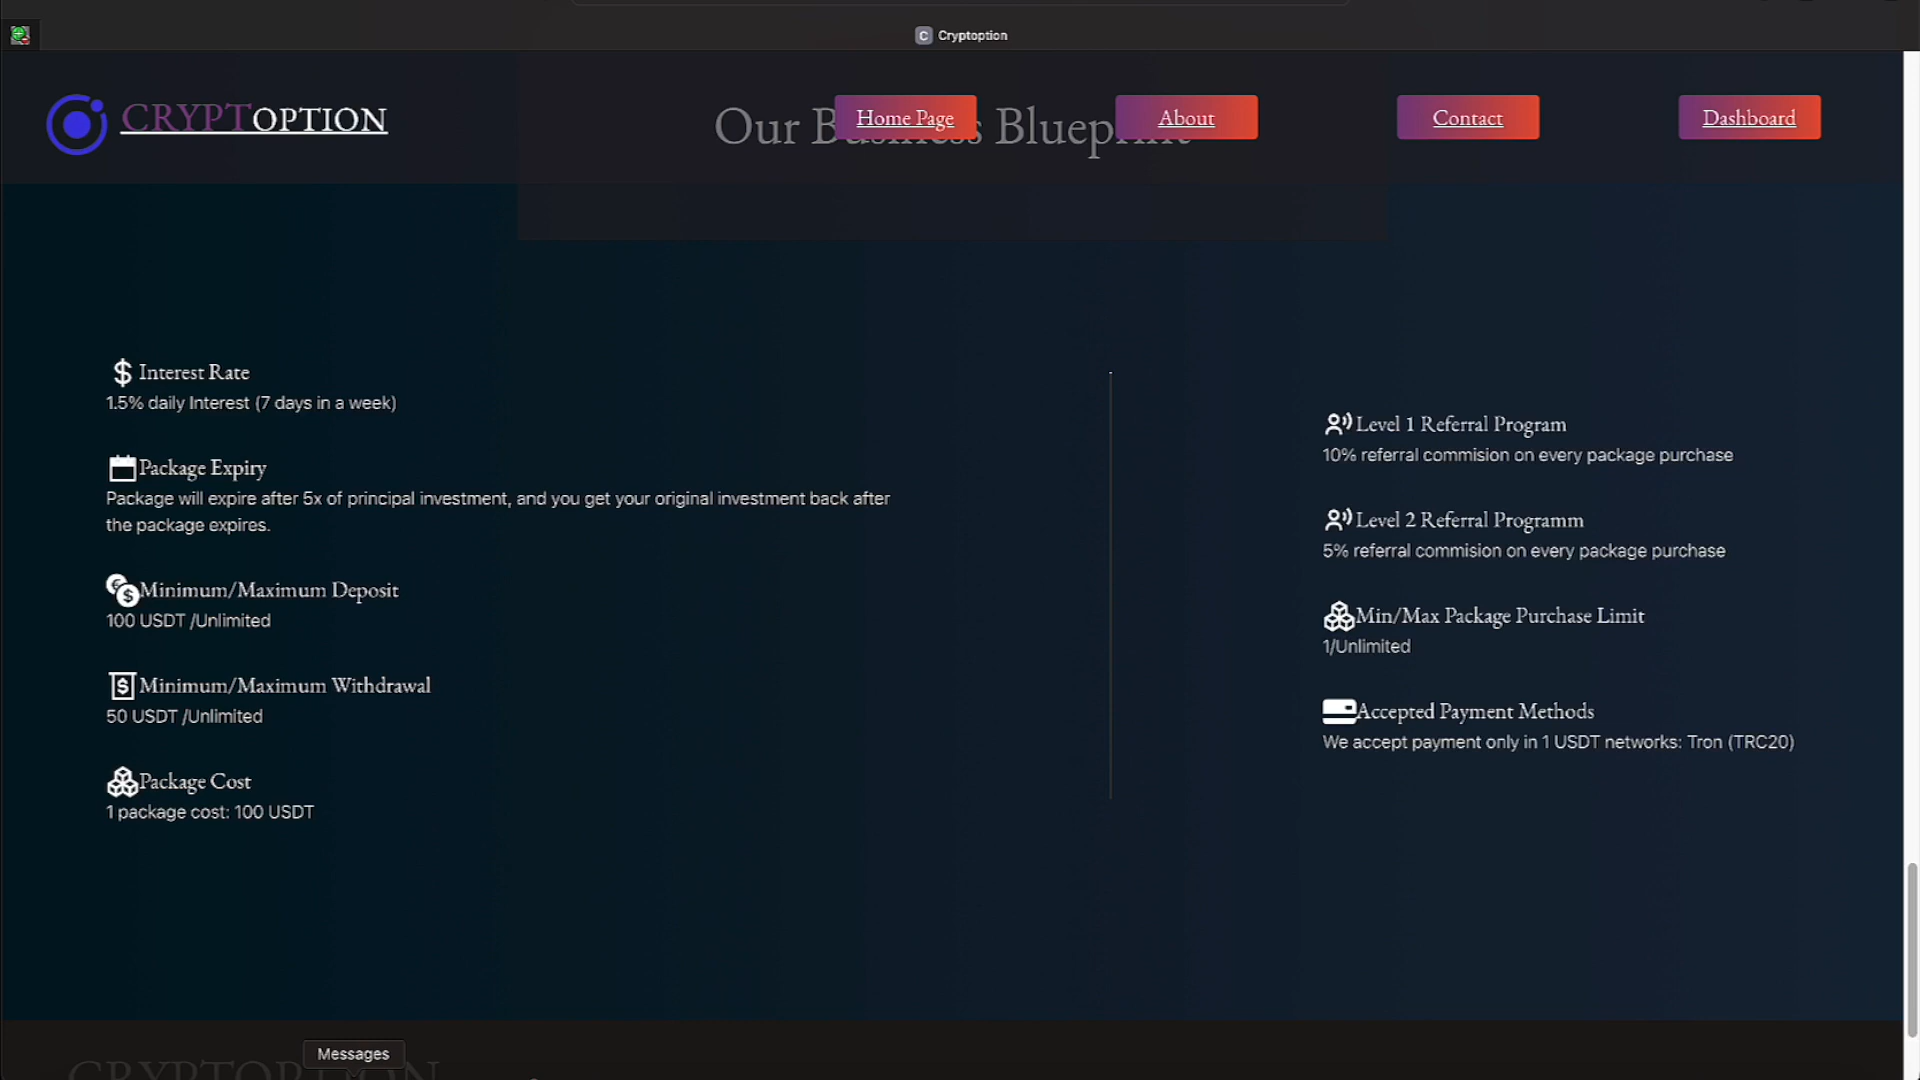 Cryptoption
CRYPTOPTION
Our Business Blueprint
Home Page
About
Contact
Dashboard
Interest Rate
1.5% daily Interest (7 days in a week)
Package Expiry
Package will expire after 5x of principal investment, and you get your original investment back after
the package expires.
Minimum/Maximum Deposit
100 USDT /Unlimited
Minimum/Maximum Withdrawal
50 USDT /Unlimited
Package Cost
1 package cost: 100 USDT
Level 1 Referral Program
10% referral commision on every package purchase
Level 2 Referral Programm
5% referral commision on every package purchase
Min/Max Package Purchase Limit
1/Unlimited
Accepted Payment Methods
We accept payment only in 1 USDT networks: Tron (TRC20)
CRYPTOPTION
Messages